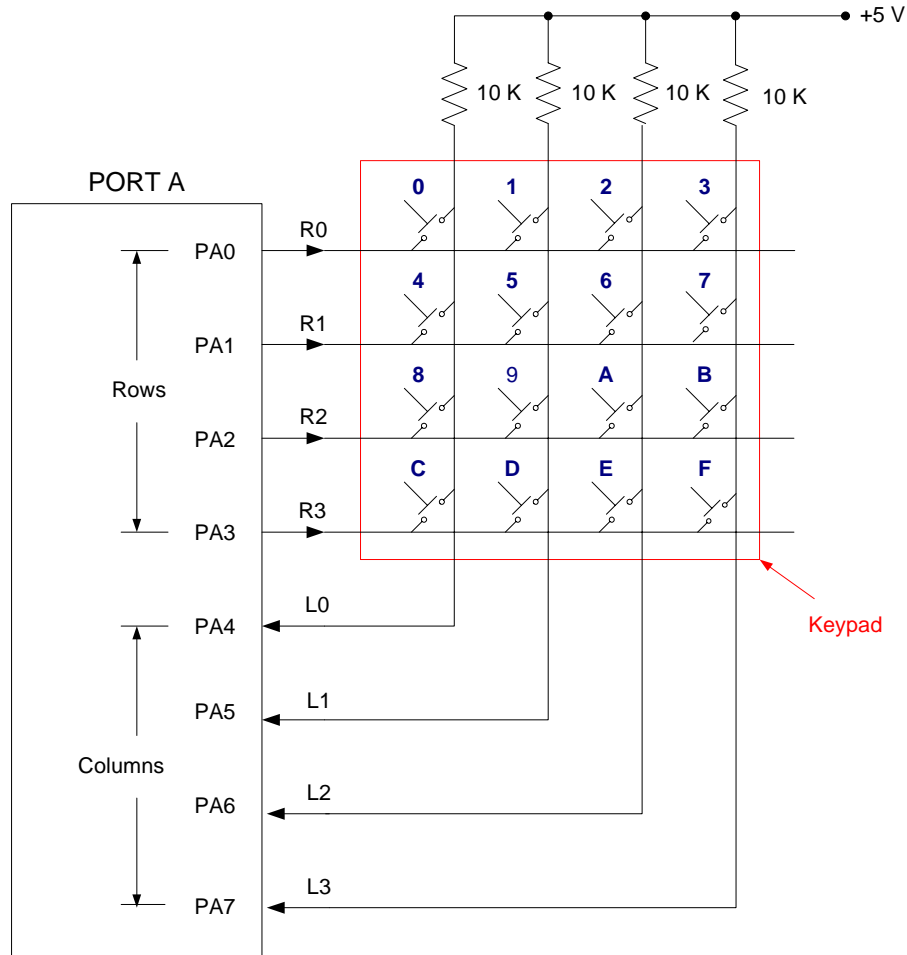 +5 V
10 K 10 K 10 K 10 K
PORT A
0 1 2 3
R0
PA0
4 5 6 7
R1
PA1
Rows
8 9 A B
R2
PA2
C D E F
R3
PA3
L0
PA4
Keypad
L1
PA5
Columns
L2
PA6
L3
PA7